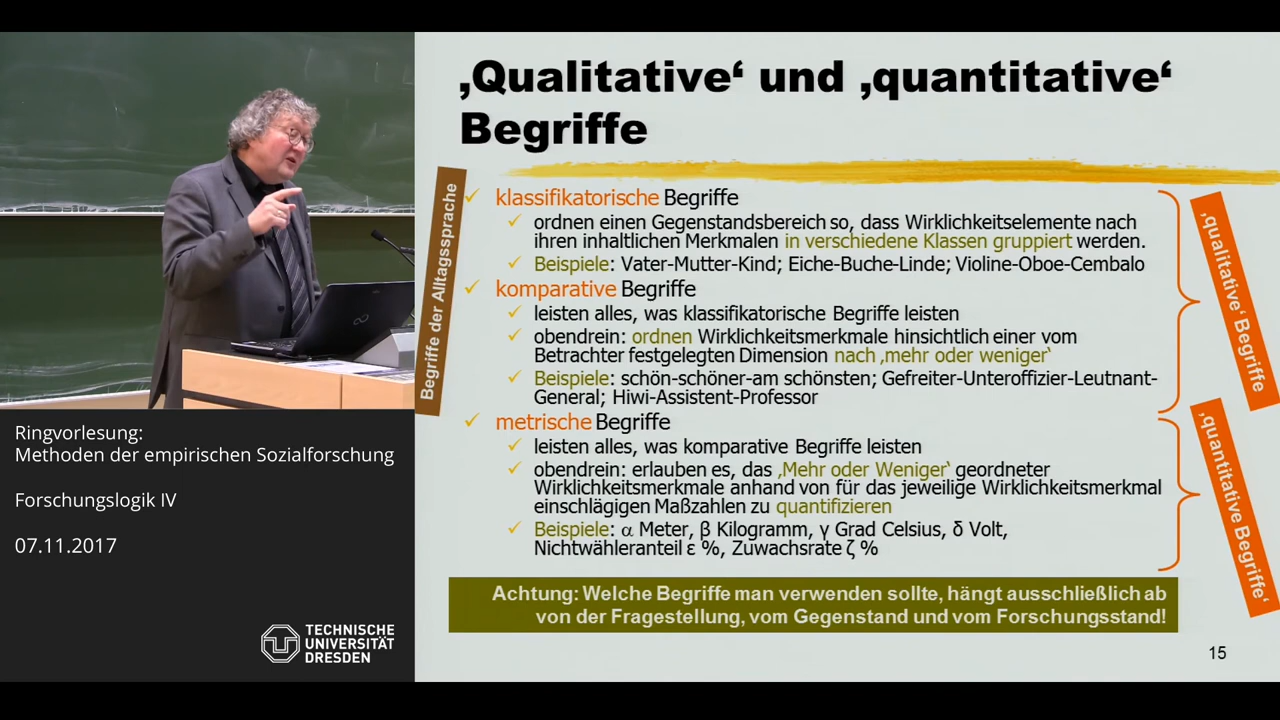 ‚Qualitative‘ und ‚quantitative‘
Begriffe
Begriffe der Alltagssprache
klassifikatorische Begriffe
ordnen einen Gegenstandsbereich so, dass Wirklichkeitselemente nach
ihren inhaltlichen Merkmalen in verschiedene Klassen gruppiert werden.
Beispiele: Vater-Mutter-Kind; Eiche-Buche-Linde; Violine-Oboe-Cembalo
komparative Begriffe
leisten alles, was klassifikatorische Begriffe leisten
obendrein: ordnen Wirklichkeitsmerkmale hinsichtlich einer vom
Betrachter festgelegten Dimension nach ‚mehr oder weniger‘
Beispiele: schön-schöner-am schönsten; Gefreiter-Unteroffizier-Leutnant-
General; Hiwi-Assistent-Professor
‚qualitative‘ Begriffe
metrische Begriffe
leisten alles, was komparative Begriffe leisten
obendrein: erlauben es, das ‚Mehr oder Weniger‘ geordneter
Wirklichkeitsmerkmale anhand von für das jeweilige Wirklichkeitsmerkmal
einschlägigen Maßzahlen zu quantifizieren
Beispiele: α Meter, β Kilogramm, γ Grad Celsius, δ Volt,
Nichtwähleranteil ε %, Zuwachsrate ζ %
‚quantitative Begriffe‘
Achtung: Welche Begriffe man verwenden sollte, hängt ausschließlich ab
von der Fragestellung, vom Gegenstand und vom Forschungsstand!
15
Ringvorlesung:
Methoden der empirischen Sozialforschung
Forschungslogik IV
07.11.2017
TECHNISCHE
UNIVERSITÄT
DRESDEN